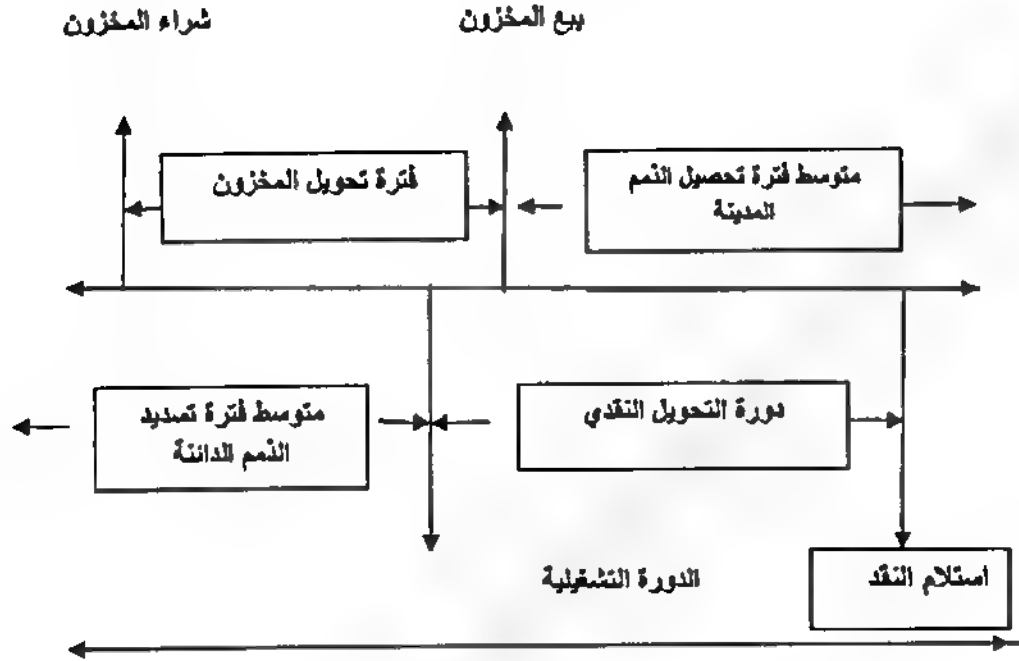 شراء المخزون
بيع المخزون
فترة تحويل المخزون
متوسط فترة تحصيل الذمم
المدينة
متوسط فترة تسديد
الذمم الدائنة
دورة التحويل النقدي
الدورة التشغيلية
استلام النقد